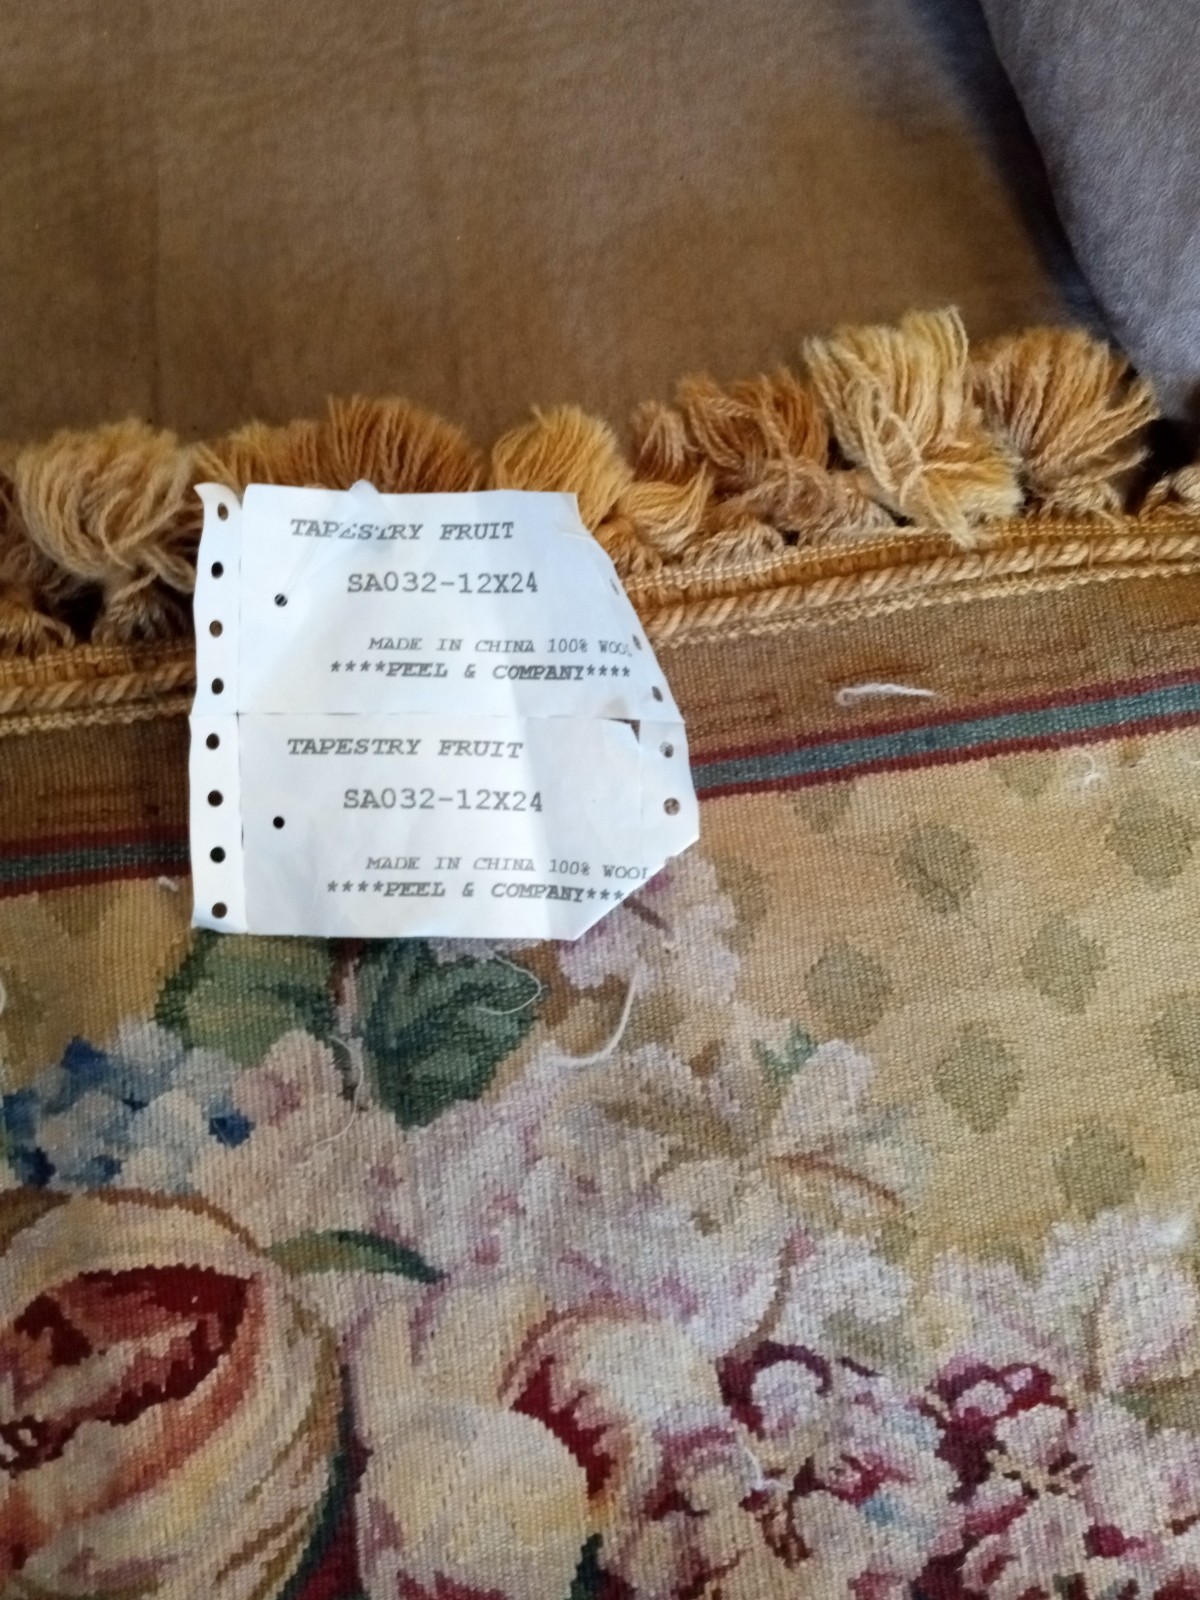 TAPESTRY FRUIT
SA032-12X24
MADE IN CHINA 100% WOOL
****PEEL & COMPANY****
TAPESTRY FRUIT
SA032-12X24
MADE IN CHINA 100% WOOL
****PEEL & COMPANY****